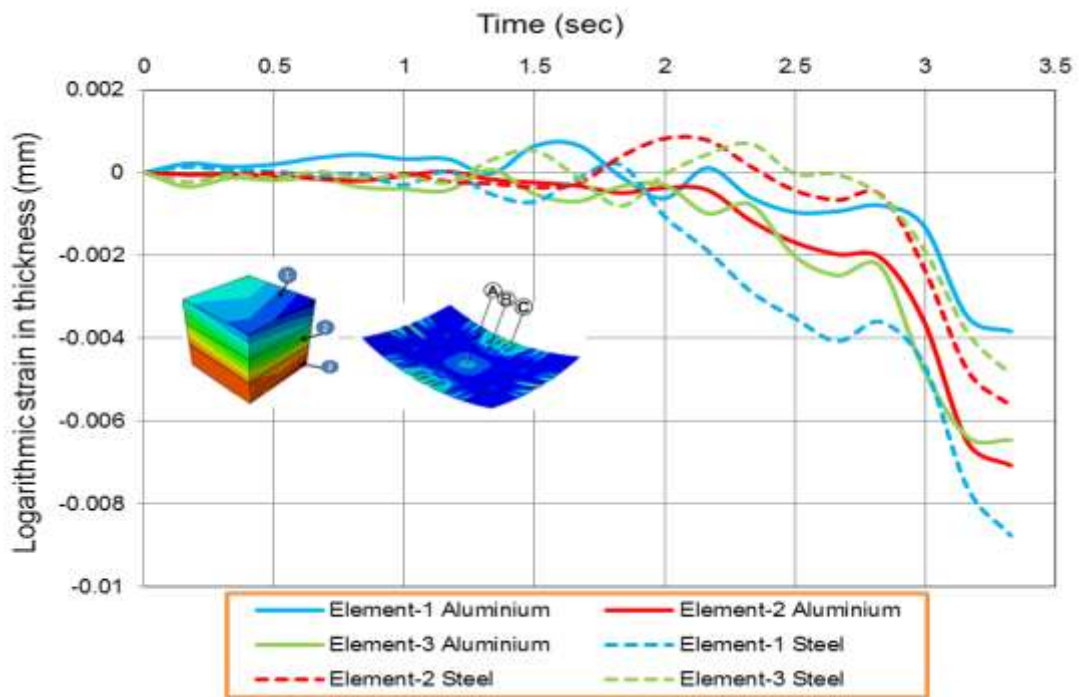 Time (sec)
0 0.5 1 1.5 2 2.5 3 3.5
0.002
0
-0.002
-0.004
-0.006
-0.008
-0.01
Logarithmic strain in thickness (mm)
1
2
3
A
B
C
Element-1 Aluminium Element-2 Aluminium
Element-3 Aluminium Element-1 Steel
Element-2 Steel Element-3 Steel